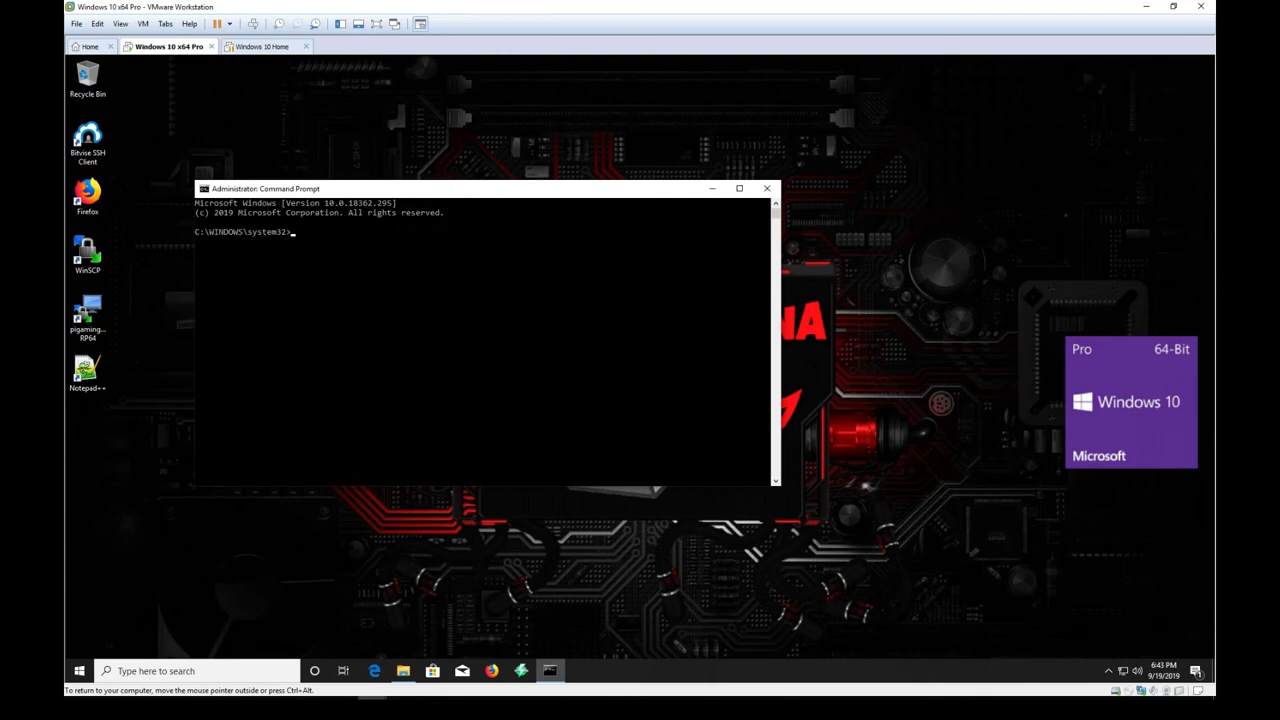 Windows 10 x64 Pro - VMware Workstation
File Edit View VM Tabs Help
Home Windows 10 x64 Pro Windows 10 Home
Recycle Bin
Bitvise SSH
Client
Firefox
WinSCP
pigaming...
RP64
Notepad++
Administrator: Command Prompt
Microsoft Windows [Version 10.0.18362.295]
(c) 2019 Microsoft Corporation. All rights reserved.
C:\WINDOWS\system32>
NA
Pro 64-Bit
Windows 10
Microsoft
Type here to search
6:43 PM
9/19/2019
To return to your computer, move the mouse pointer outside or press Ctrl+Alt.